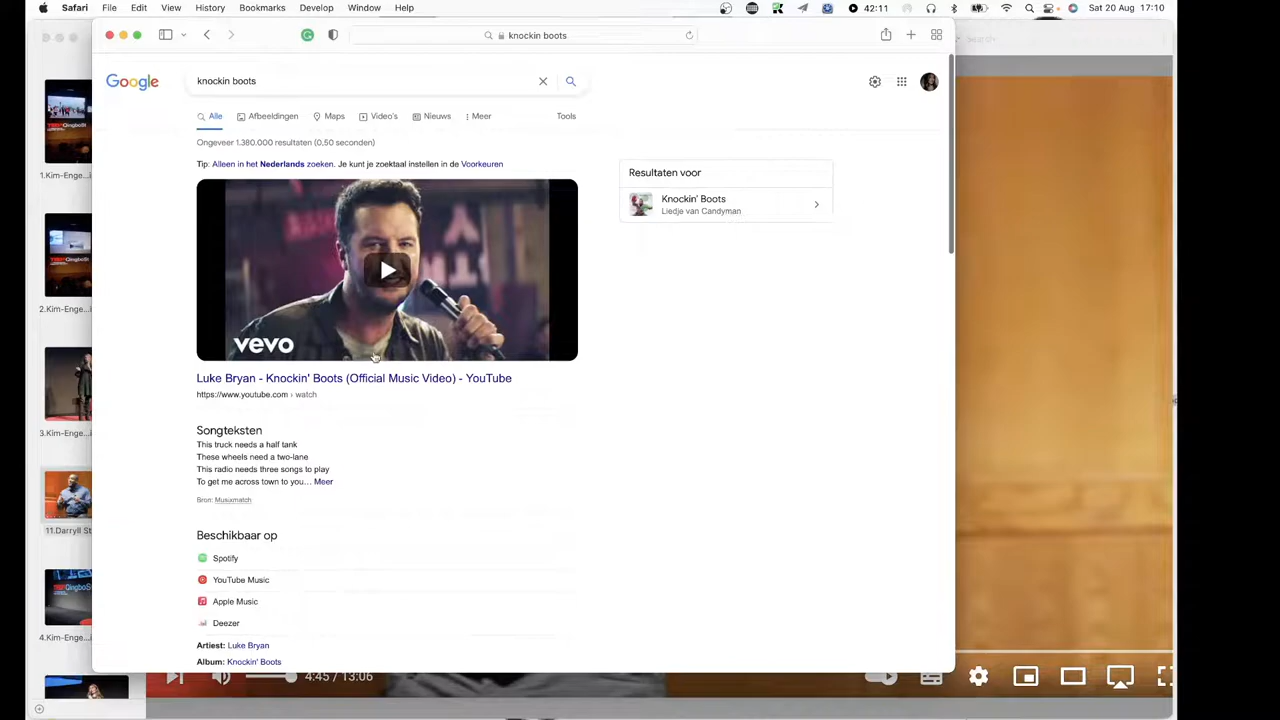 Safari File Edit View History Bookmarks Develop Window Help 42:11 Sat 20 Aug 17:10
knockin boots
Search
Google knockin boots
Alle Afbeeldingen Maps Video's Nieuws Meer Tools
Ongeveer 1.380.000 resultaten (0,50 seconden)
Tip: Alleen in het Nederlands zoeken. Je kunt je zoektaal instellen in de Voorkeuren
Resultaten voor
Knockin' Boots
Liedje van Candyman
vevo
Luke Bryan - Knockin' Boots (Official Music Video) - YouTube
https://www.youtube.com › watch
Songteksten
This truck needs a half tank
These wheels need a two-lane
This radio needs three songs to play
To get me across town to you… Meer
Bron: Musixmatch
Beschikbaar op
Spotify
YouTube Music
Apple Music
Deezer
Artiest: Luke Bryan
Album: Knockin' Boots
1.Kim-Enge...
2.Kim-Enge...
3.Kim-Enge...
11.Darryll St
4.Kim-Enge...
4:45 / 13:06